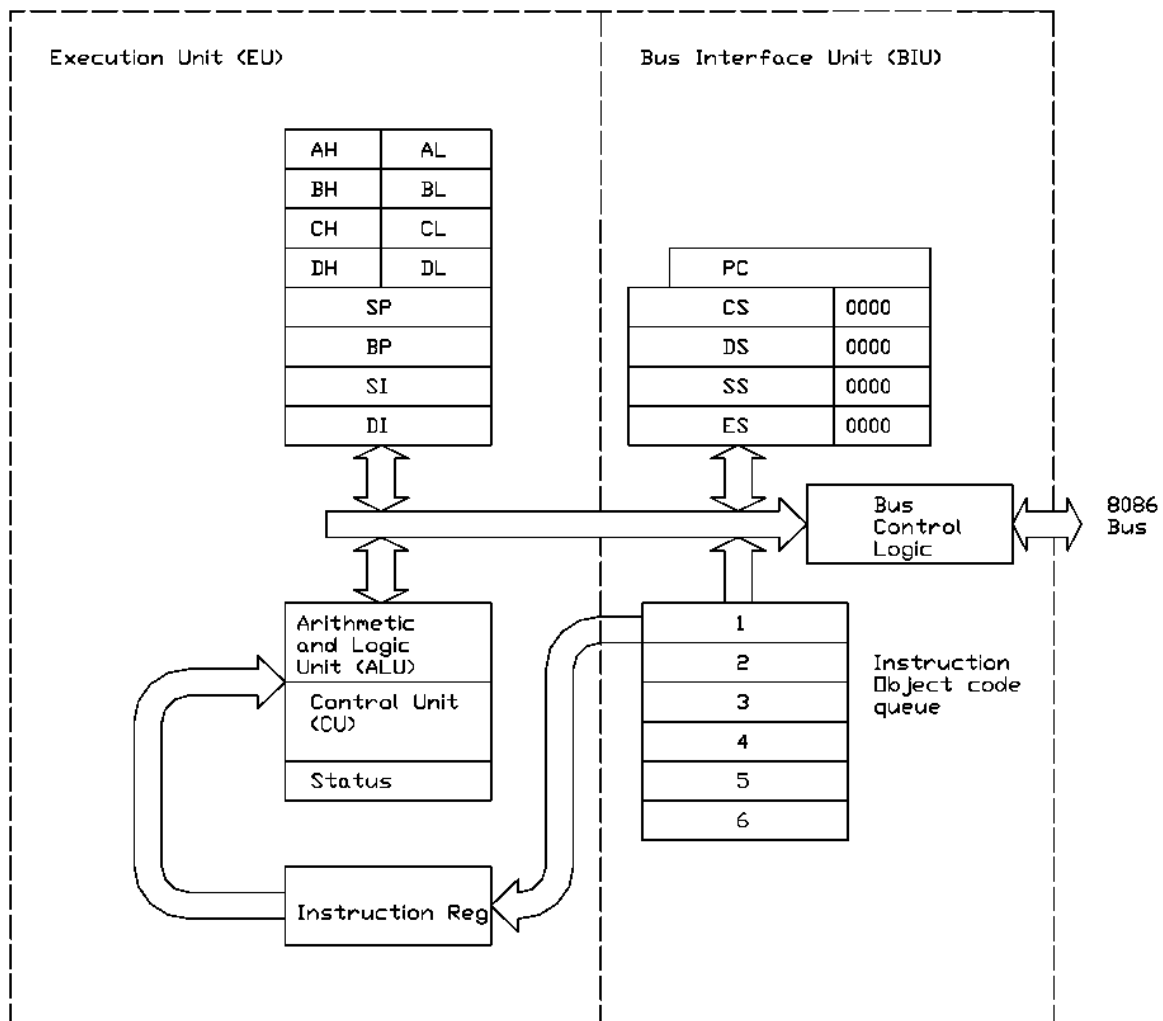 Execution Unit (EU)
Bus Interface Unit (BIU)
AH AL
BH BL
CH CL
DH DL
SP
BP
SI
DI
PC
CS 0000
DS 0000
SS 0000
ES 0000
Bus
Control
Logic
8086
Bus
Arithmetic
and Logic
Unit (ALU)
Control Unit
(CU)
Status
1
2
3
4
5
6
Instruction
Object code
queue
Instruction Reg